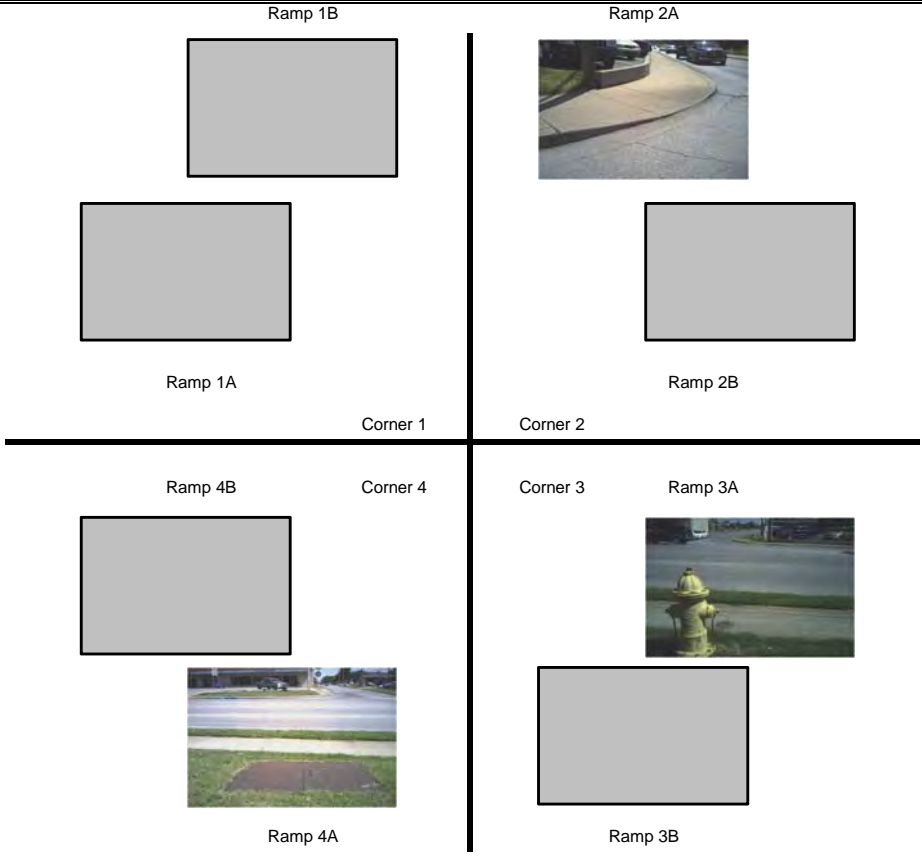 Ramp 1B
Ramp 2A
Ramp 1A
Ramp 2B
Corner 1
Corner 2
Ramp 4B
Corner 4
Corner 3
Ramp 3A
Ramp 4A
Ramp 3B